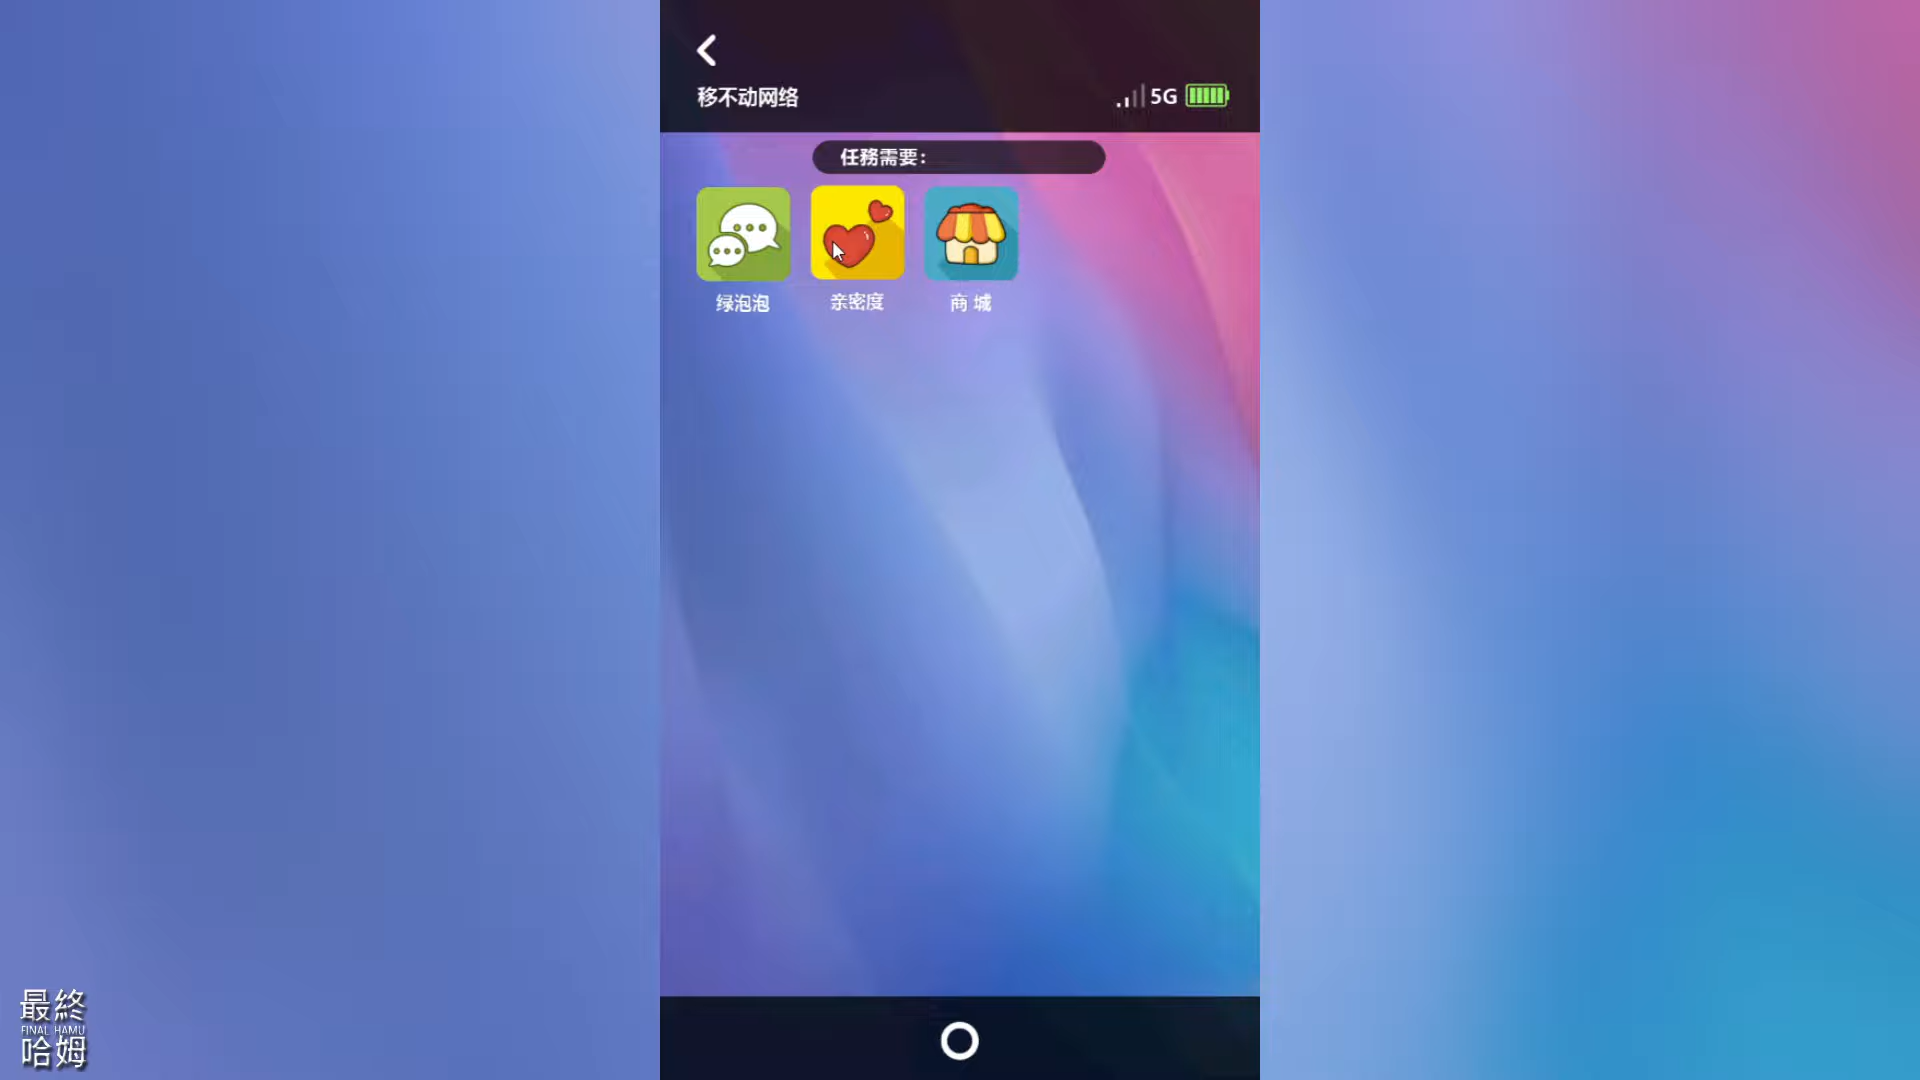 移不动网络
5G
任務需要：
绿泡泡
亲密度
商 城
最終
FINAL HAMU
哈姆